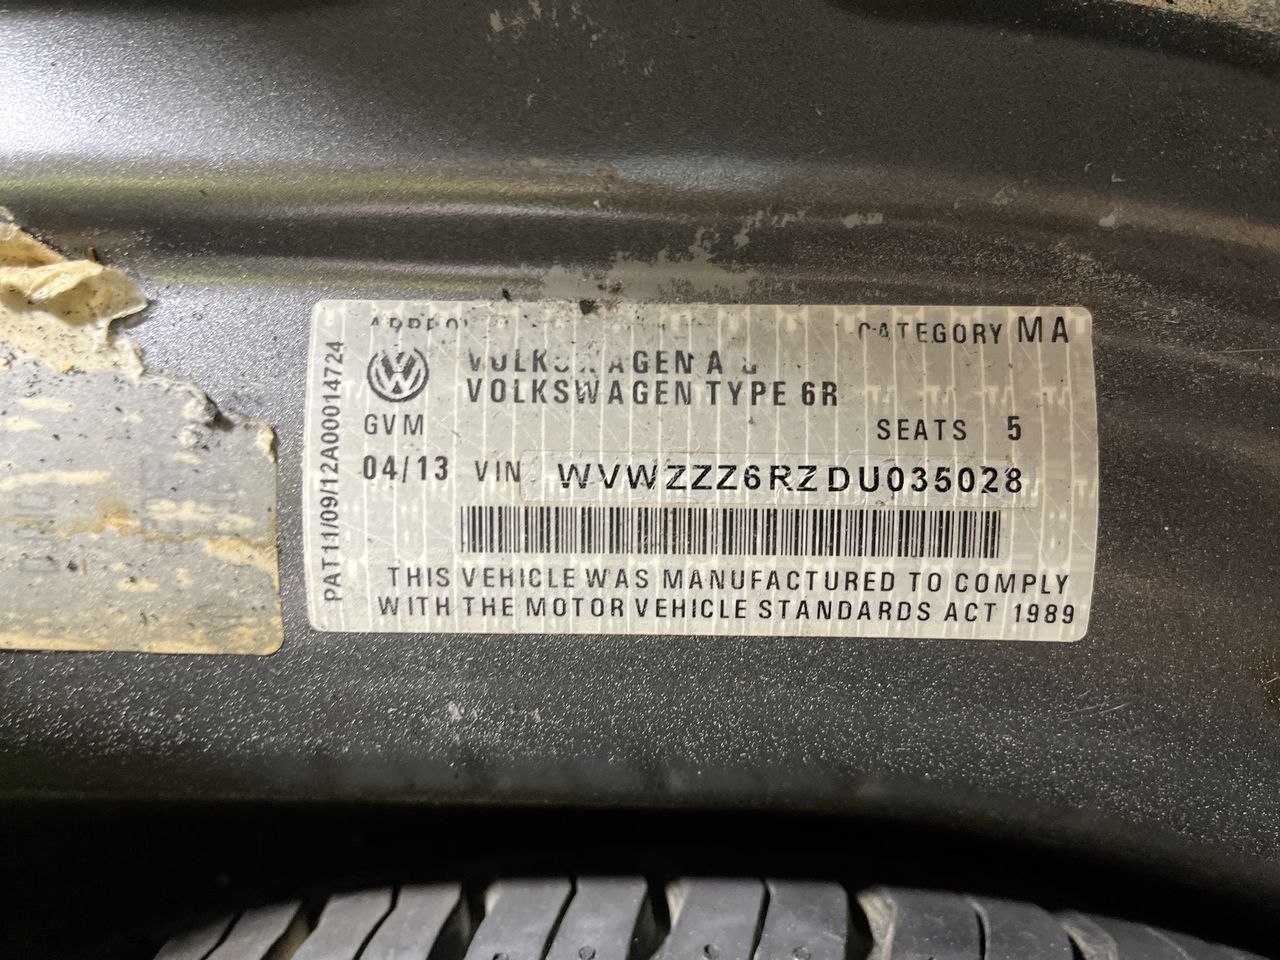 CATEGORY MA
VOLKSWAGEN A
VOLKSWAGEN TYPE 6R
GVM
SEATS 5
04/13 VIN WVWZZZ6RZDU035028
THIS VEHICLE WAS MANUFACTURED TO COMPLY
WITH THE MOTOR VEHICLE STANDARDS ACT 1989
PAT11/09/12A00014724